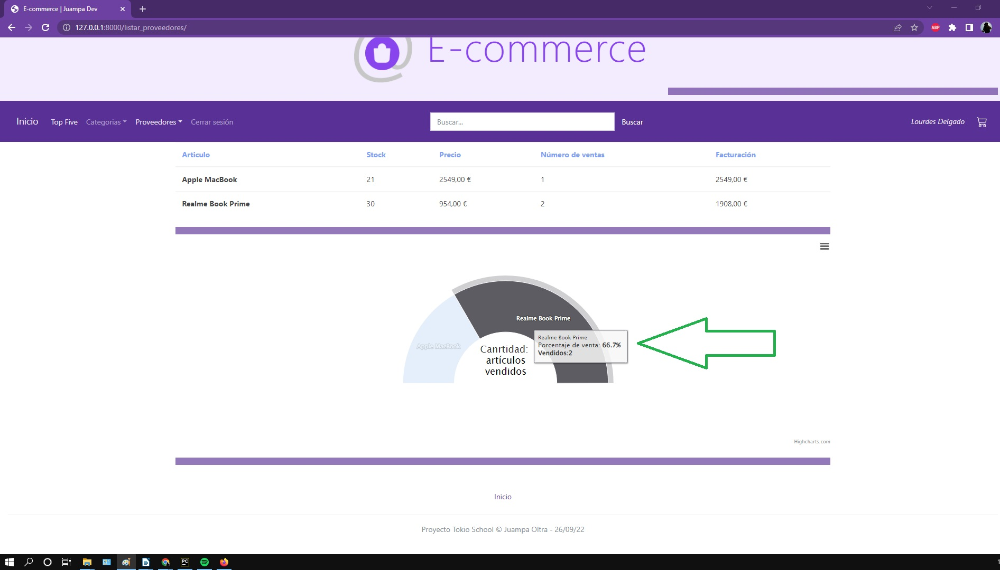 E-commerce | Juampa Dev
127.0.0.1:8000/listar_proveedores/
ABP
E-commerce
Inicio Top Five Categorias Proveedores Cerrar sesión Buscar... Buscar Lourdes Delgado
Articulo Stock Precio Número de ventas Facturación
Apple MacBook 21 2549,00 € 1 2549,00 €
Realme Book Prime 30 954,00 € 2 1908,00 €
Realme Book Prime
Realme Book Prime
Porcentaje de venta: 66.7%
Vendidos:2
Apple MacBook
Canrtidad:
artículos
vendidos
Highcharts.com
Inicio
Proyecto Tokio School © Juampa Oltra - 26/09/22
PC